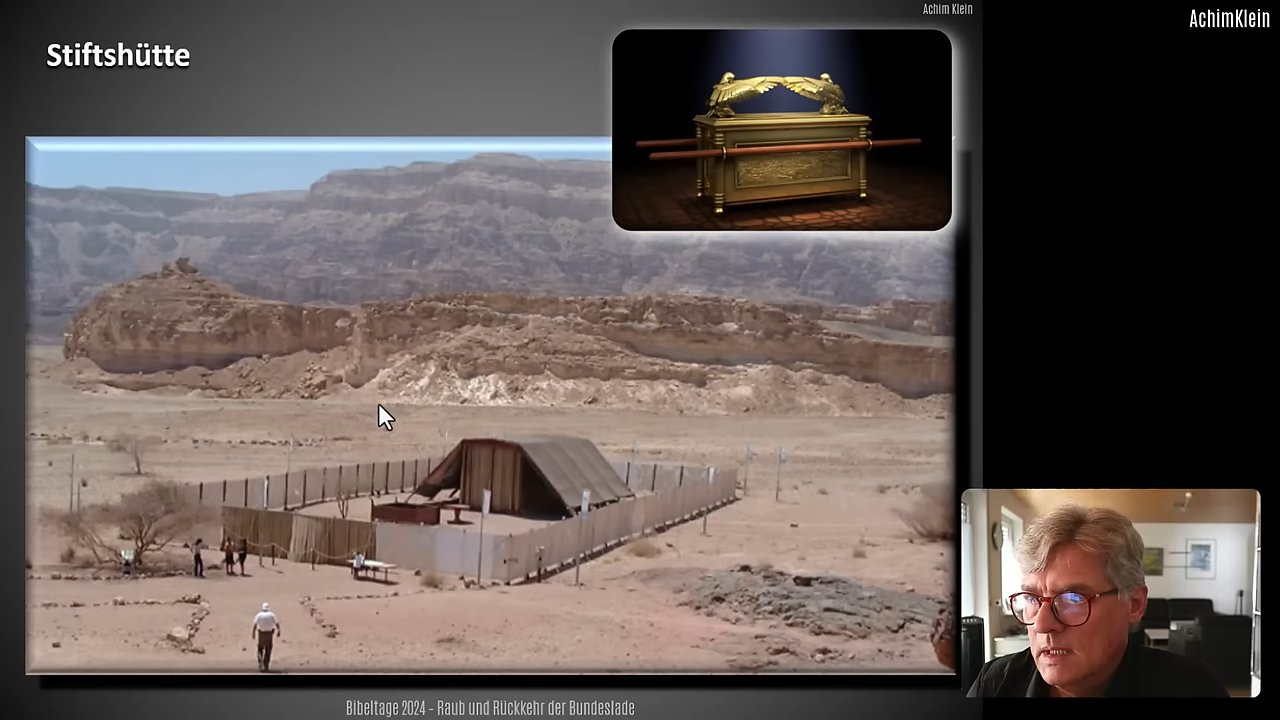 Achim Klein
AchimKlein
Stiftshütte
Bibeltage 2024 – Raub und Rückkehr der Bundeslade